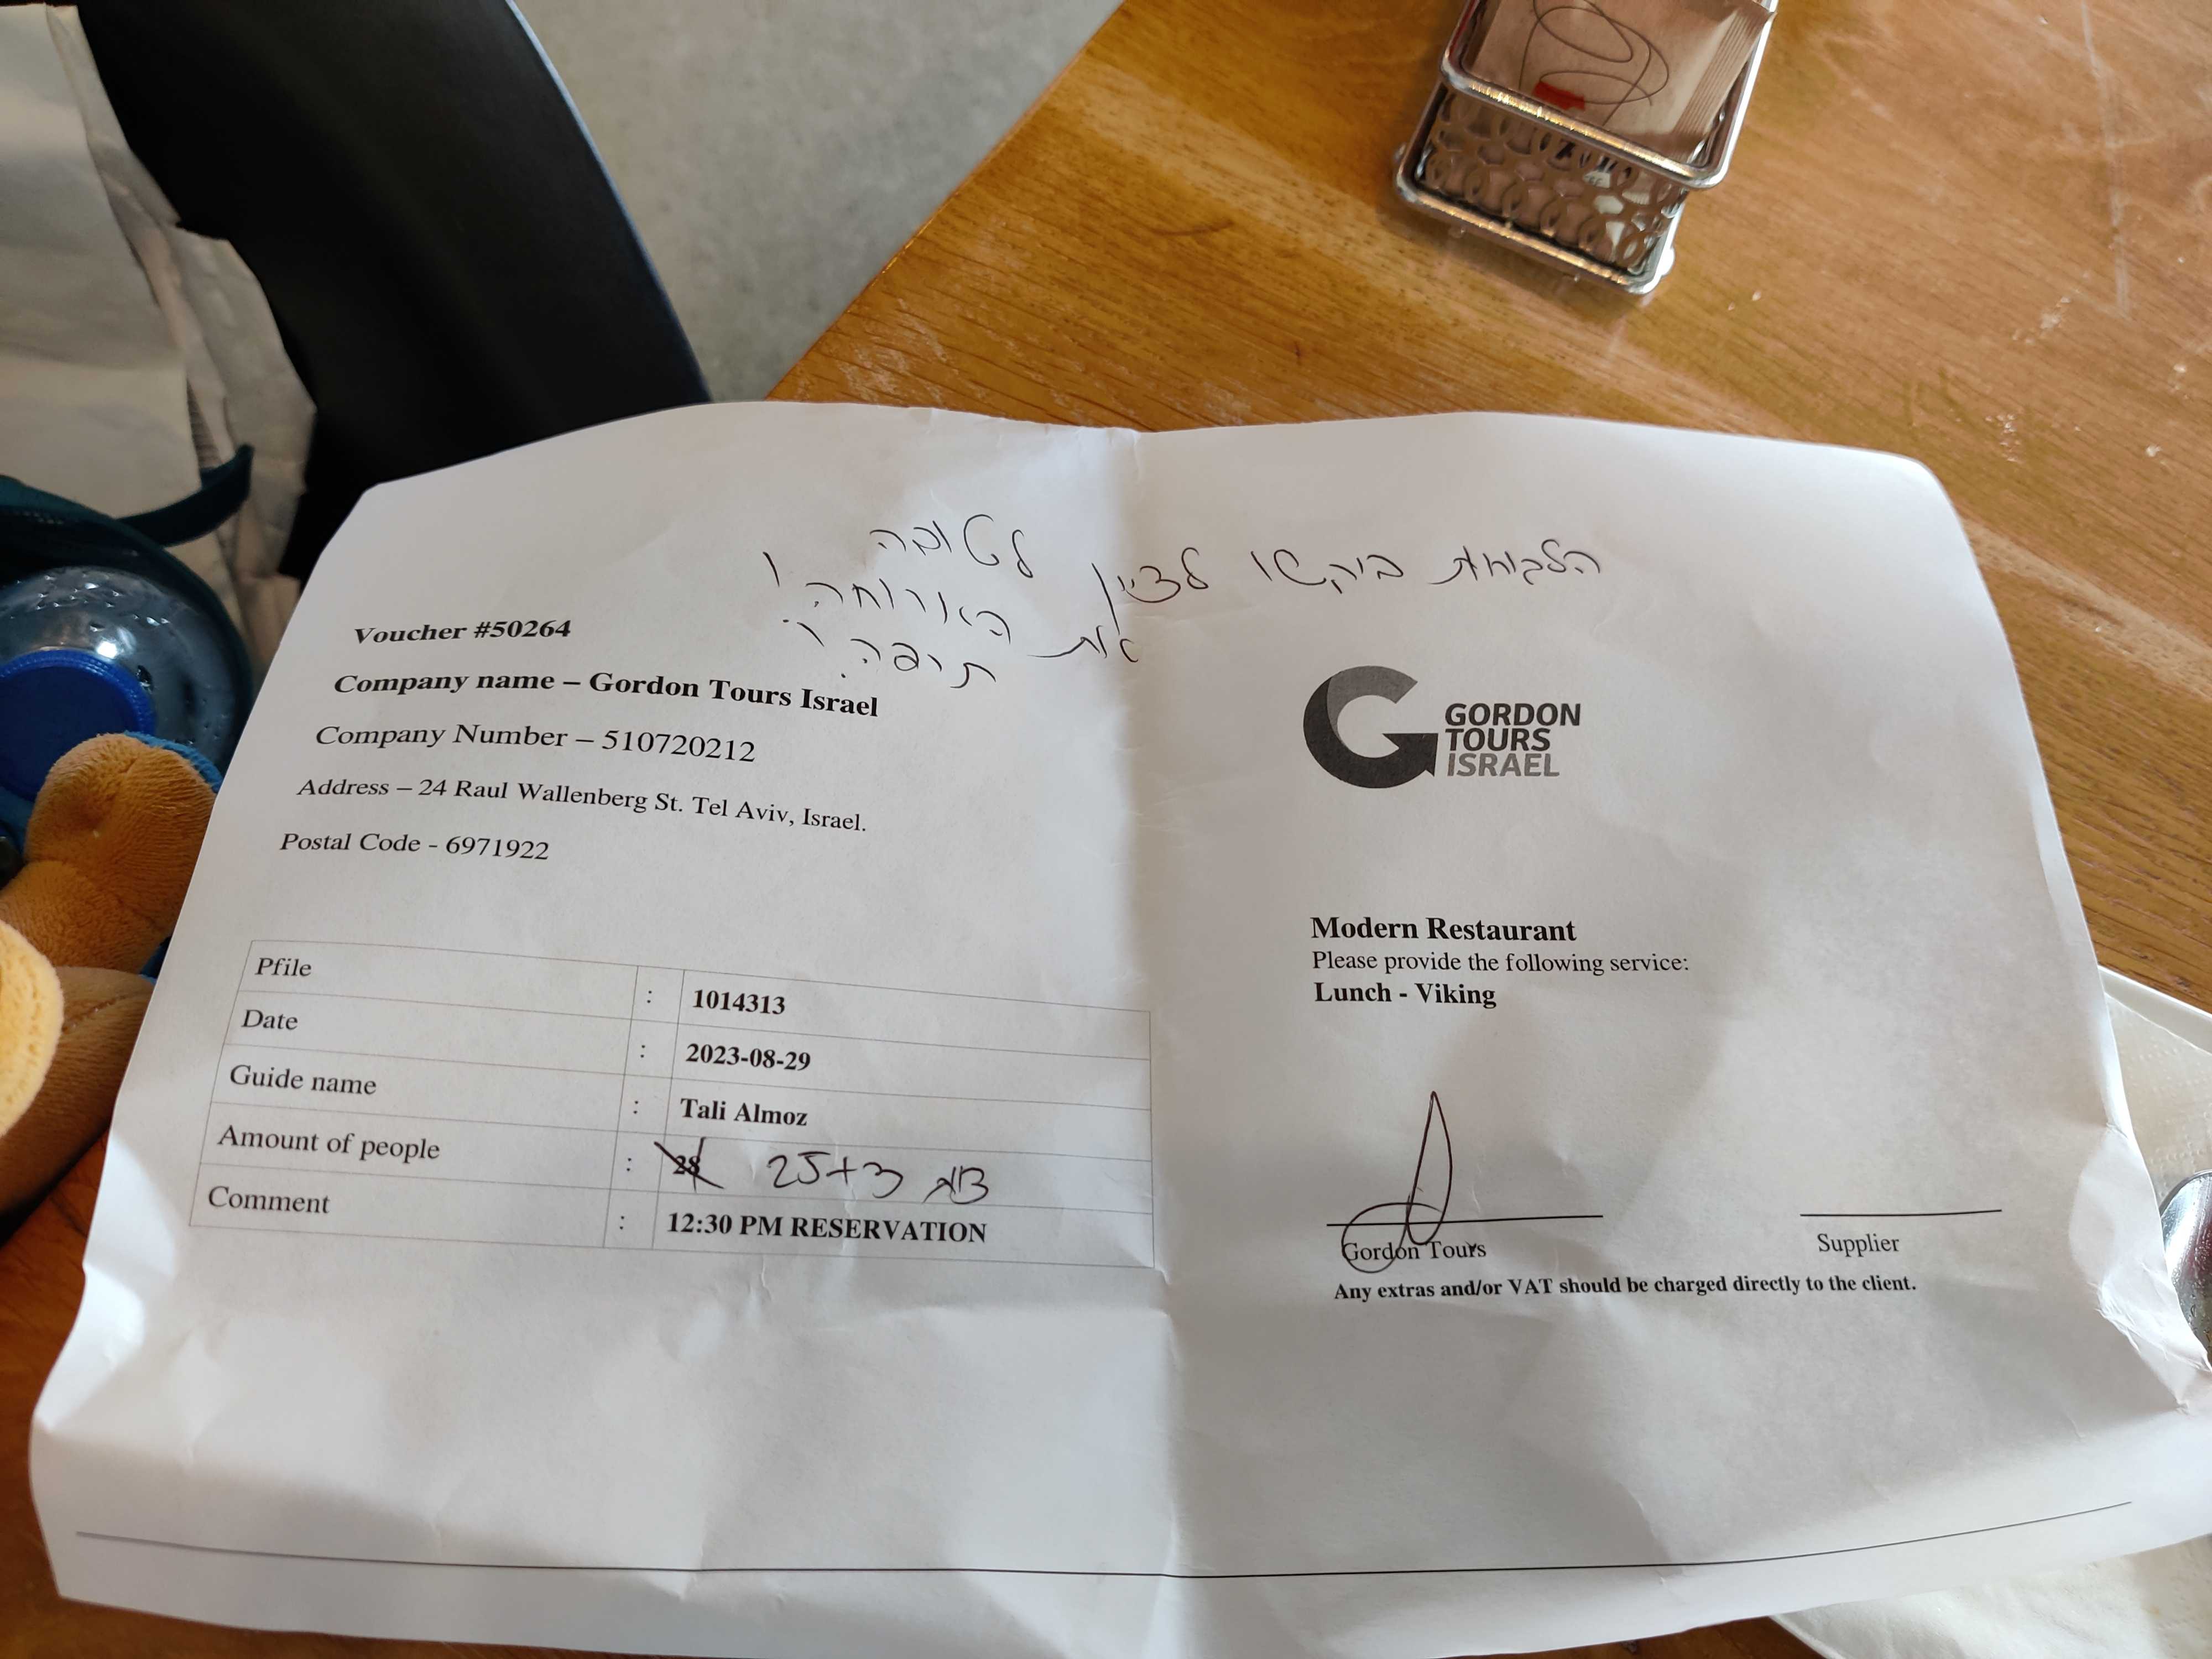 הלקוחות ביקשו לציין לטובה
את הארוחה!
תודה!
Voucher #50264
Company name – Gordon Tours Israel
Company Number – 510720212
Address – 24 Raul Wallenberg St. Tel Aviv, Israel.
Postal Code - 6971922
GORDON
TOURS
ISRAEL
Modern Restaurant
Please provide the following service:
Lunch - Viking
Pfile : 1014313
Date : 2023-08-29
Guide name : Tali Almoz
Amount of people : 28 25+3
Comment : 12:30 PM RESERVATION
Gordon Tours
Supplier
Any extras and/or VAT should be charged directly to the client.